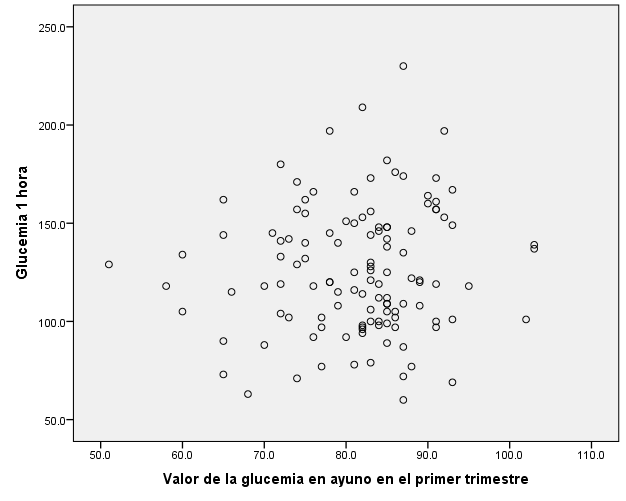 250.0
200.0
150.0
100.0
50.0
Glucemia 1 hora
50.0 60.0 70.0 80.0 90.0 100.0 110.0
Valor de la glucemia en ayuno en el primer trimestre